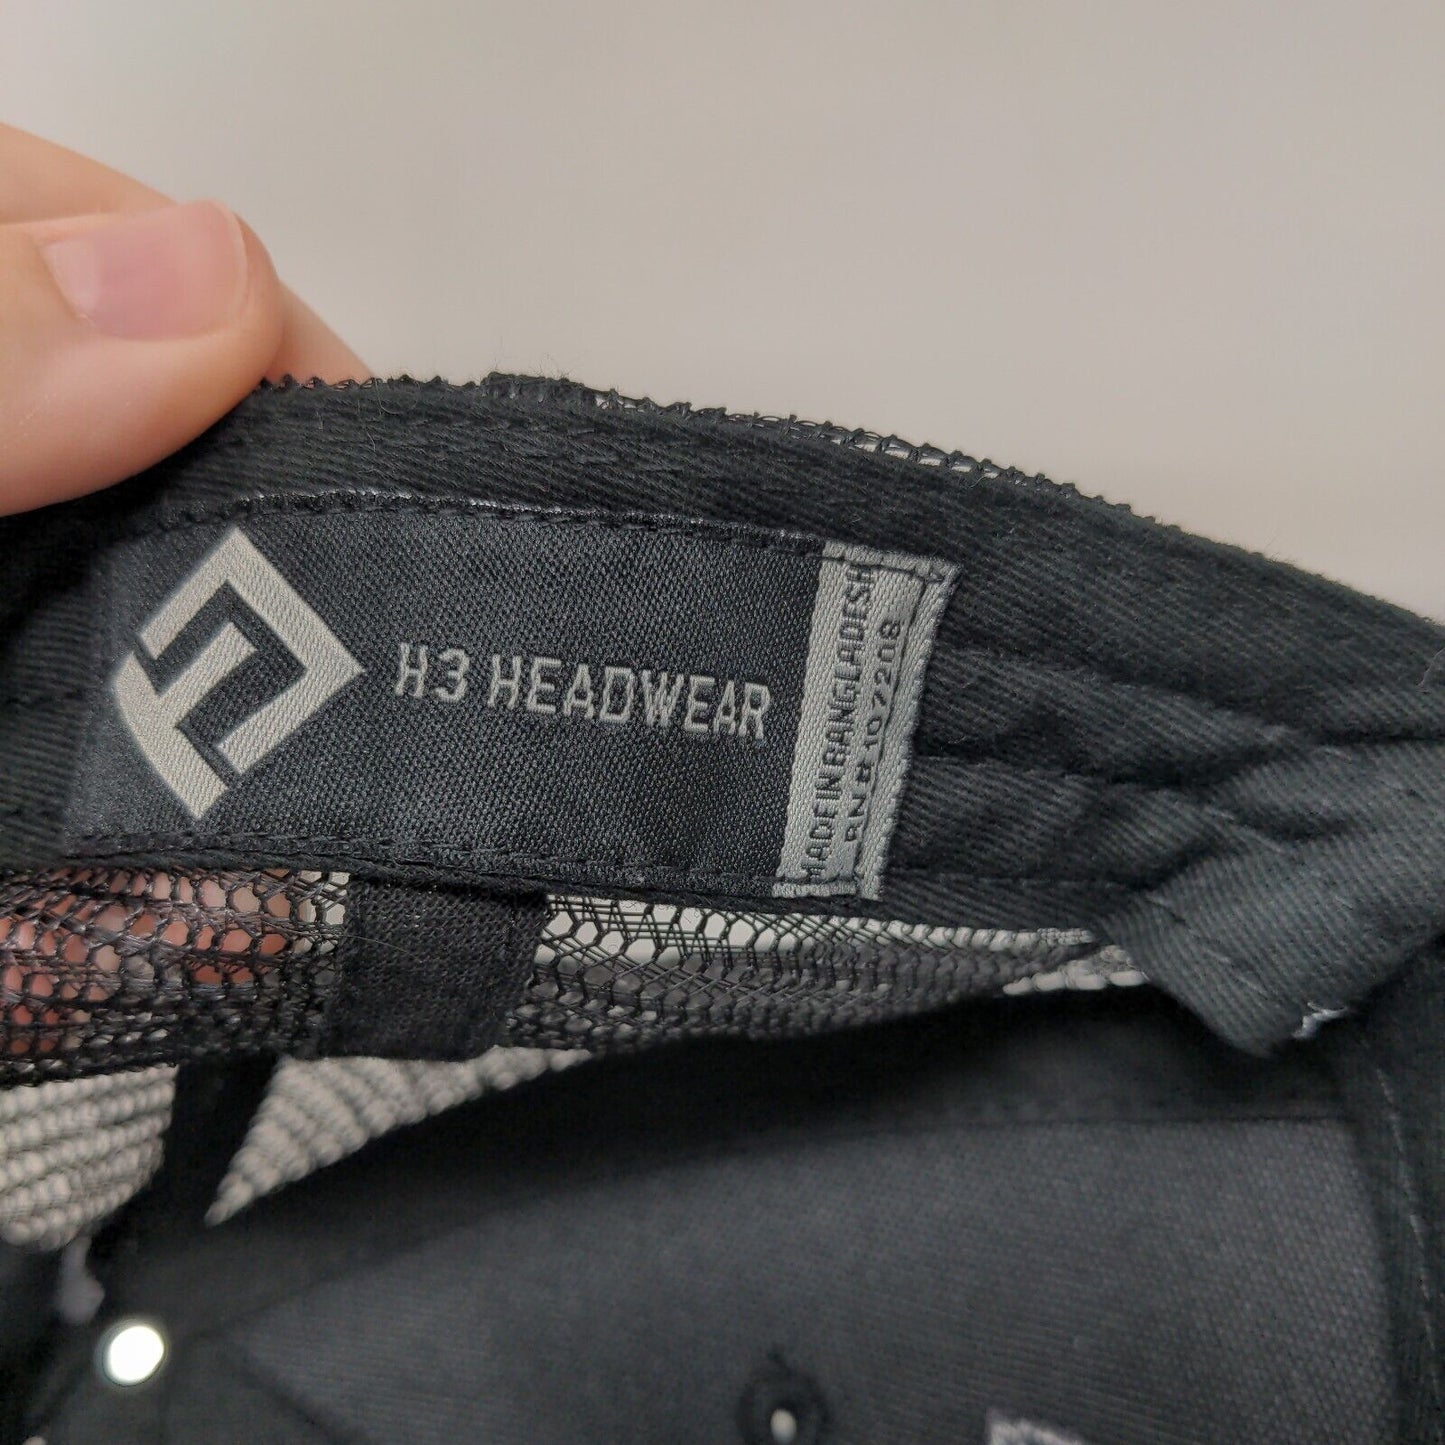 H3 HEADWEAR
MADE IN BANGLADESH
RN # 107208